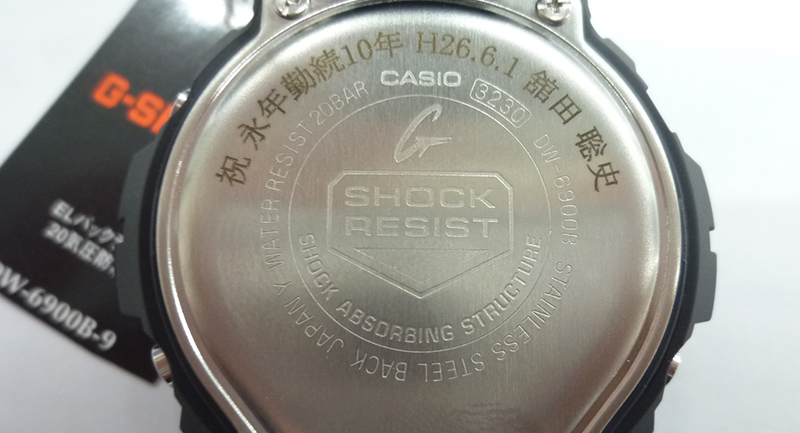 祝 永年勤続10年 H26.6.1 舘田 聡史
CASIO 3230
WATER RESIST 20BAR
DW-6900B STAINLESS STEEL BACK JAPAN Y
G
SHOCK
RESIST
SHOCK ABSORBING STRUCTURE
G-S
ELバック
20気圧防
DW-6900B-9